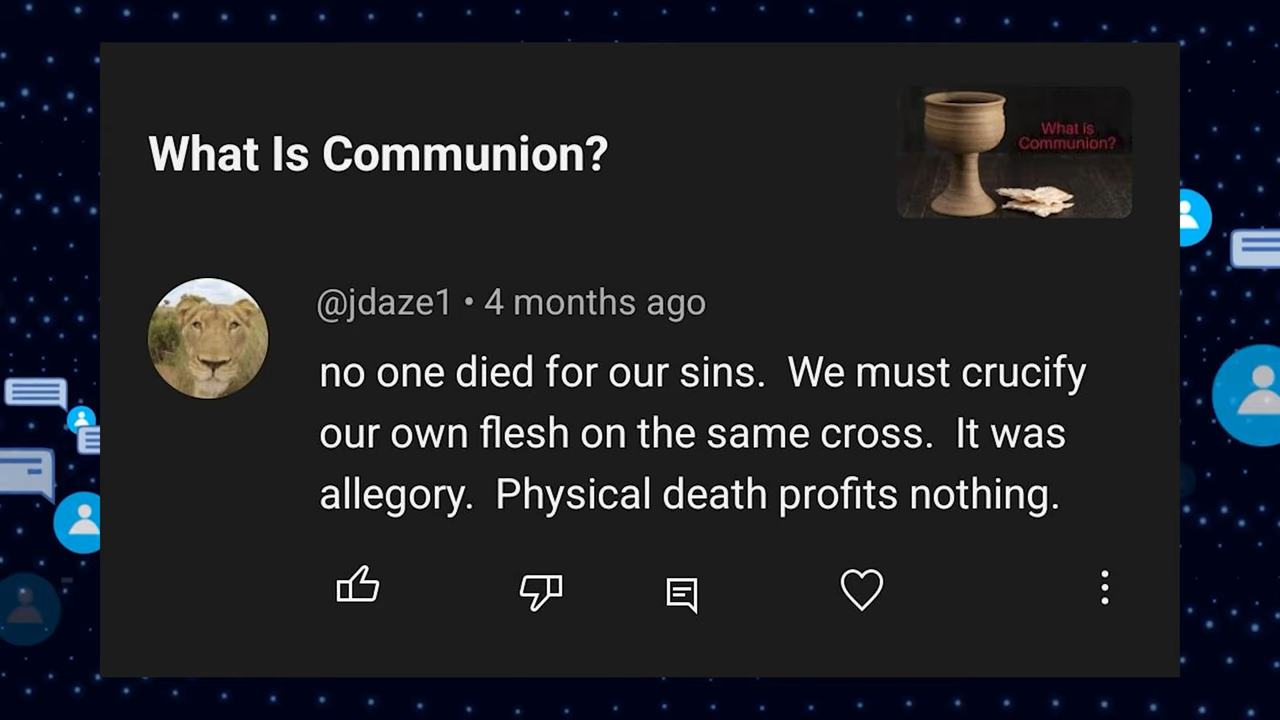 What Is Communion?
What is
Communion?
@jdaze1 • 4 months ago
no one died for our sins.  We must crucify
our own flesh on the same cross.  It was
allegory.  Physical death profits nothing.